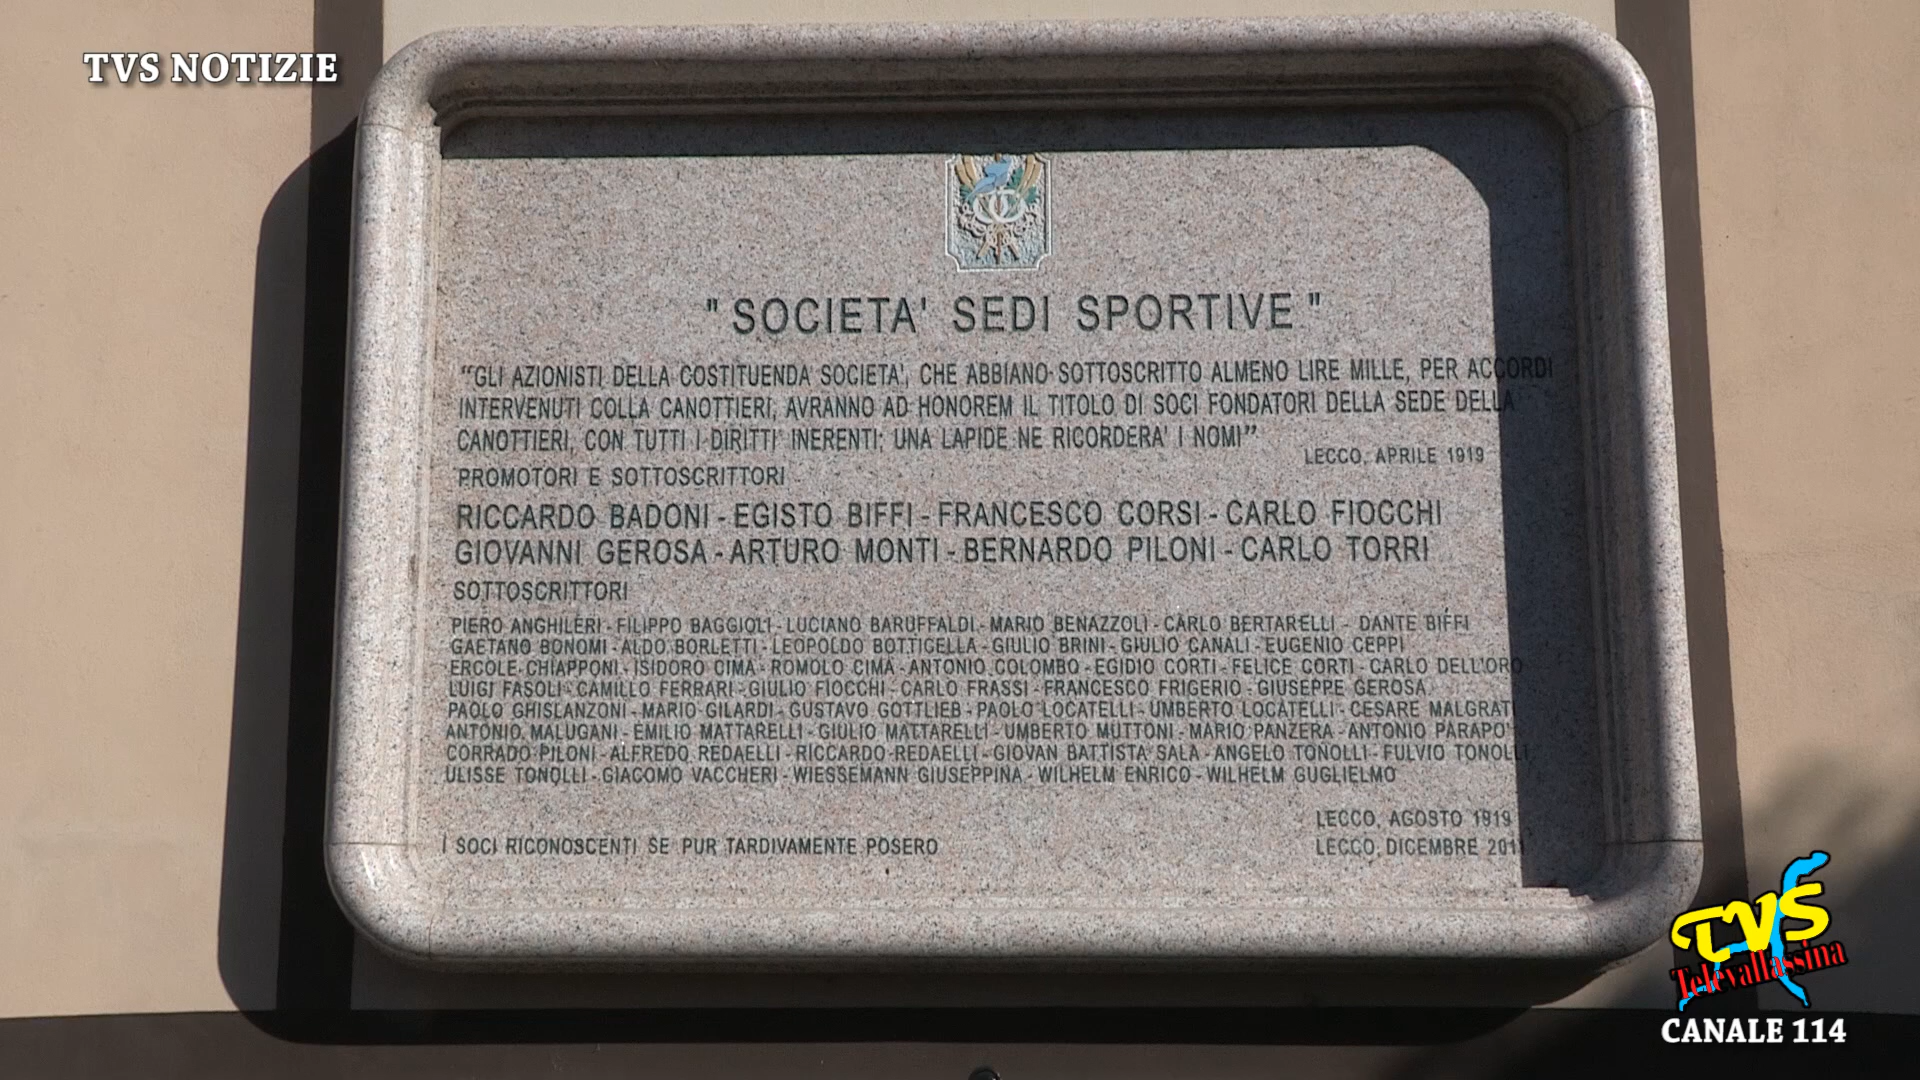 TVS NOTIZIE
" SOCIETA' SEDI SPORTIVE "
"GLI AZIONISTI DELLA COSTITUENDA SOCIETA', CHE ABBIANO SOTTOSCRITTO ALMENO LIRE MILLE, PER ACCORDI
INTERVENUTI COLLA CANOTTIERI, AVRANNO AD HONOREM IL TITOLO DI SOCI FONDATORI DELLA SEDE DELLA
CANOTTIERI, CON TUTTI I DIRITTI INERENTI; UNA LAPIDE NE RICORDERA' I NOMI"
LECCO, APRILE 1919
PROMOTORI E SOTTOSCRITTORI
RICCARDO BADONI - EGISTO BIFFI - FRANCESCO CORSI - CARLO FIOCCHI
GIOVANNI GEROSA - ARTURO MONTI - BERNARDO PILONI - CARLO TORRI
SOTTOSCRITTORI
PIERO ANGHILERI - FILIPPO BAGGIOLI - LUCIANO BARUFFALDI - MARIO BENAZZOLI - CARLO BERTARELLI - DANTE BIFFI
GAETANO BONOMI - ALDO BORLETTI - LEOPOLDO BOTTICELLA - GIULIO BRINI - GIULIO CANALI - EUGENIO CEPPI
ERCOLE CHIAPPONI - ISIDORO CIMA - ROMOLO CIMA - ANTONIO COLOMBO - EGIDIO CORTI - FELICE CORTI - CARLO DELL'ORO
LUIGI FASOLI - CAMILLO FERRARI - GIULIO FIOCCHI - CARLO FRASSI - FRANCESCO FRIGERIO - GIUSEPPE GEROSA
PAOLO GHISLANZONI - MARIO GILARDI - GUSTAVO GOTTLIEB - PAOLO LOCATELLI - UMBERTO LOCATELLI - CESARE MALGRATI
ANTONIO MALUGANI - EMILIO MATTARELLI - GIULIO MATTARELLI - UMBERTO MUTTONI - MARIO PANZERA - ANTONIO PARAPO'
CORRADO PILONI - ALFREDO REDAELLI - RICCARDO REDAELLI - GIOVAN BATTISTA SALA - ANGELO TONOLLI - FULVIO TONOLLI
ULISSE TONOLLI - GIACOMO VACCHERI - WIESSEMANN GIUSEPPINA - WILHELM ENRICO - WILHELM GUGLIELMO
LECCO, AGOSTO 1919
I SOCI RICONOSCENTI SE PUR TARDIVAMENTE POSERO
LECCO, DICEMBRE 2011
TVS
Televallassina
CANALE 114